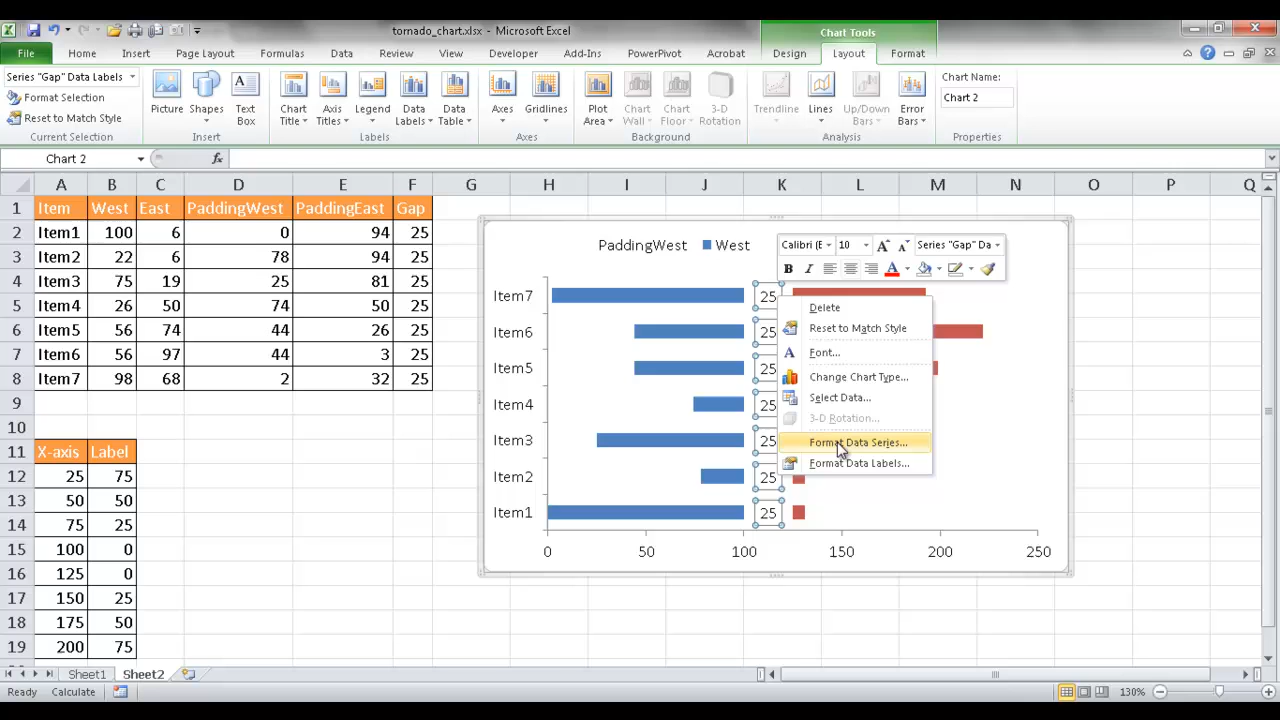 tornado_chart.xlsx - Microsoft Excel
Chart Tools
File Home Insert Page Layout Formulas Data Review View Developer Add-Ins PowerPivot Acrobat Design Layout Format
Series "Gap" Data Labels
Format Selection
Reset to Match Style
Current Selection
Picture Shapes Text Box
Insert
Chart Title Axis Titles Legend Data Labels Data Table
Labels
Axes Gridlines
Axes
Plot Area Chart Wall Chart Floor 3-D Rotation
Background
Trendline Lines Up/Down Bars Error Bars
Analysis
Chart Name:
Chart 2
Properties
Chart 2 fx
A B C D E F G H I J K L M N O P Q
1 Item West East PaddingWest PaddingEast Gap
2 Item1 100 6 0 94 25
3 Item2 22 6 78 94 25
4 Item3 75 19 25 81 25
5 Item4 26 50 74 50 25
6 Item5 56 74 44 26 25
7 Item6 56 97 44 3 25
8 Item7 98 68 2 32 25
9
10
11 X-axis Label
12 25 75
13 50 50
14 75 25
15 100 0
16 125 0
17 150 25
18 175 50
19 200 75
PaddingWest West
Calibri (E 10 A A Series "Gap" Da
B I A
Item7 25
Item6 25
Item5 25
Item4 25
Item3 25
Item2 25
Item1 25
0 50 100 150 200 250
Delete
Reset to Match Style
A Font...
Change Chart Type...
Select Data...
3-D Rotation...
Format Data Series...
Format Data Labels...
Sheet1 Sheet2
Ready Calculate 130%